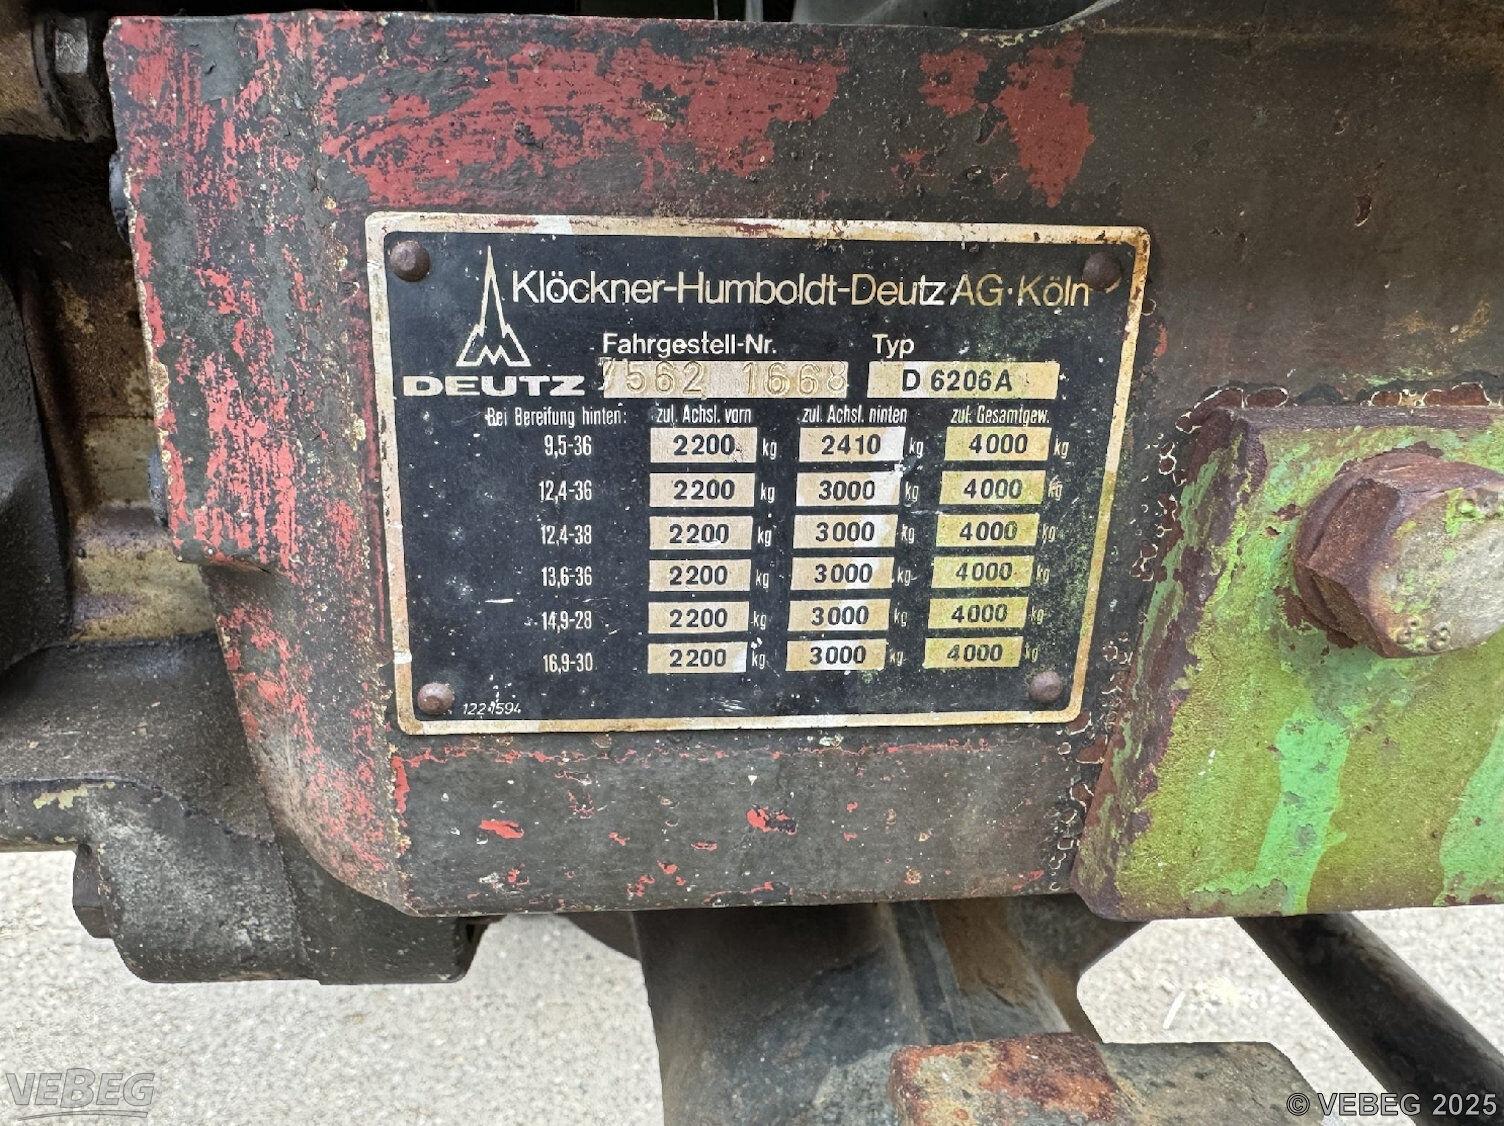 Klöckner-Humboldt-Deutz AG·Köln
DEUTZ
Fahrgestell-Nr. Typ
7562 1668 D 6206A
Bei Bereifung hinten: zul. Achsl. vorn zul. Achsl. hinten zul. Gesamtgew.
9,5-36 2200 kg 2410 kg 4000 kg
12,4-36 2200 kg 3000 kg 4000 kg
12,4-38 2200 kg 3000 kg 4000 kg
13,6-36 2200 kg 3000 kg 4000 kg
14,9-28 2200 kg 3000 kg 4000 kg
16,9-30 2200 kg 3000 kg 4000 kg
8.8
VEBEG
© VEBEG 2025